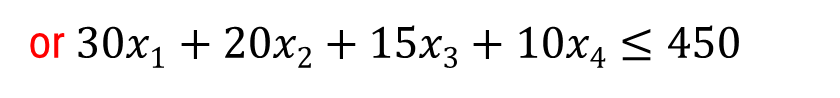 or 30x₁ + 20x₂ + 15x₃ + 10x₄ ≤ 450